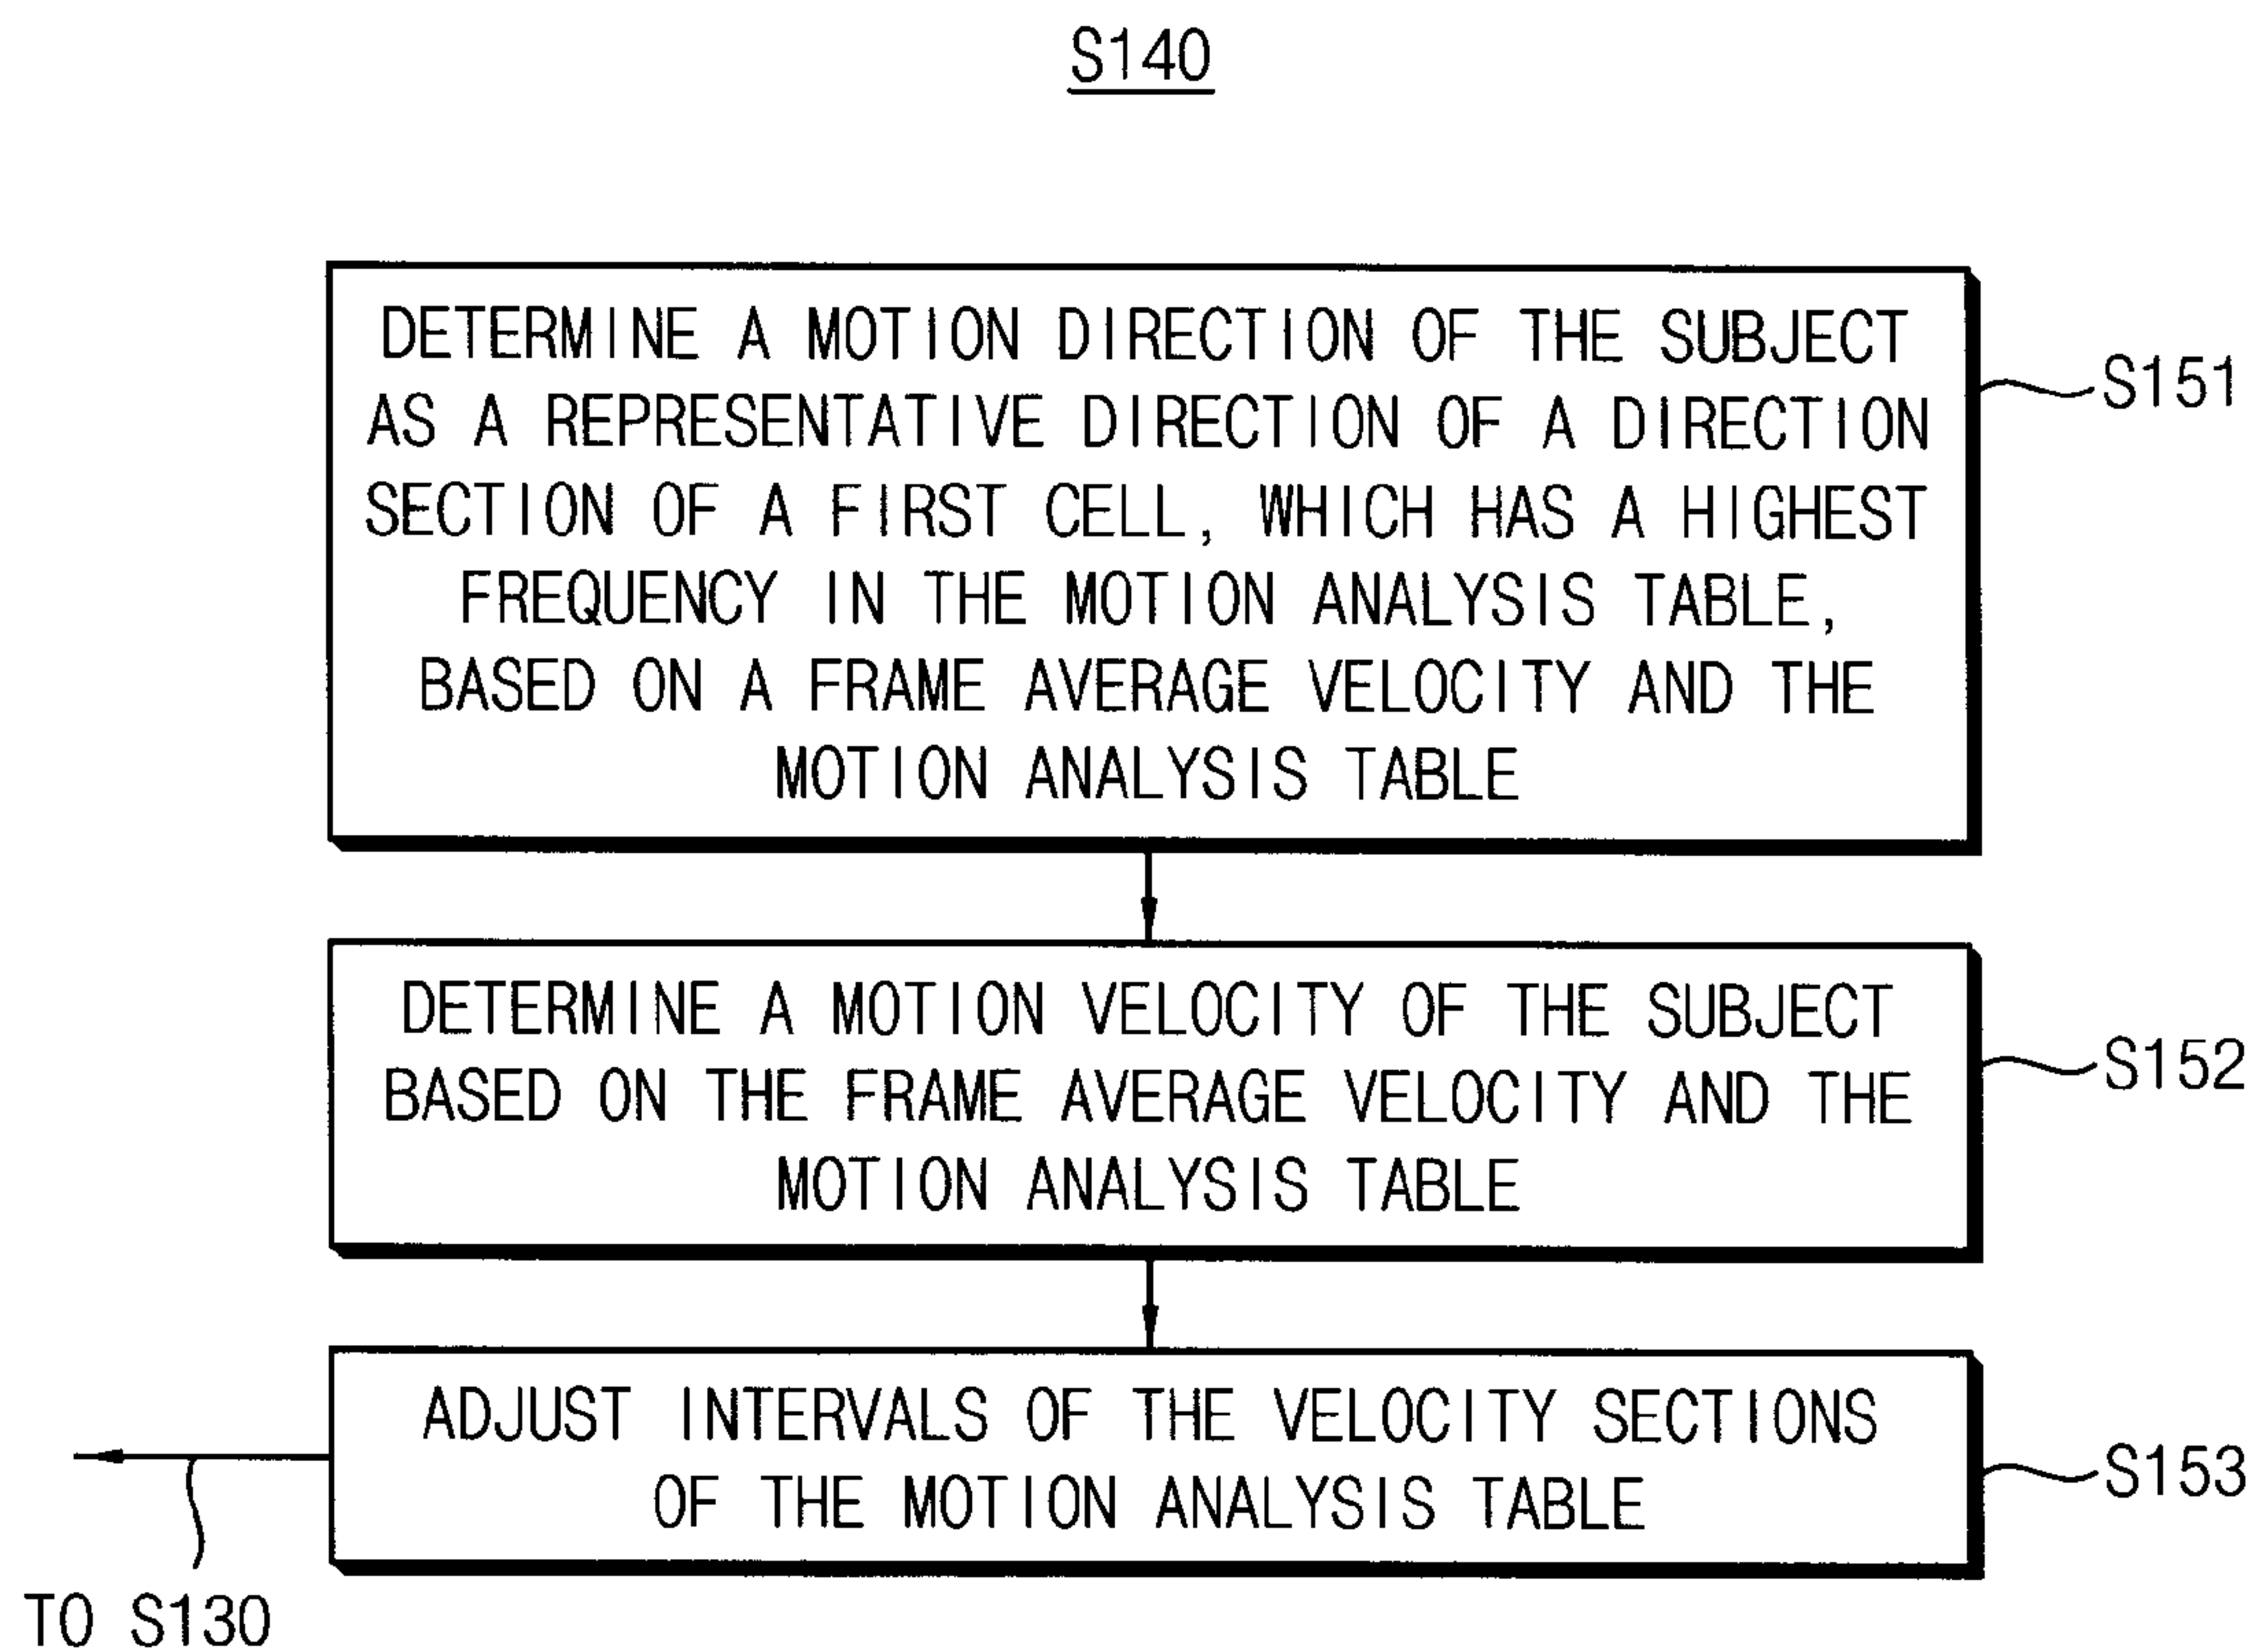 S140
DETERMINE A MOTION DIRECTION OF THE SUBJECT
AS A REPRESENTATIVE DIRECTION OF A DIRECTION
SECTION OF A FIRST CELL, WHICH HAS A HIGHEST
FREQUENCY IN THE MOTION ANALYSIS TABLE,
BASED ON A FRAME AVERAGE VELOCITY AND THE
MOTION ANALYSIS TABLE
S151
DETERMINE A MOTION VELOCITY OF THE SUBJECT
BASED ON THE FRAME AVERAGE VELOCITY AND THE
MOTION ANALYSIS TABLE
S152
ADJUST INTERVALS OF THE VELOCITY SECTIONS
OF THE MOTION ANALYSIS TABLE
S153
TO S130